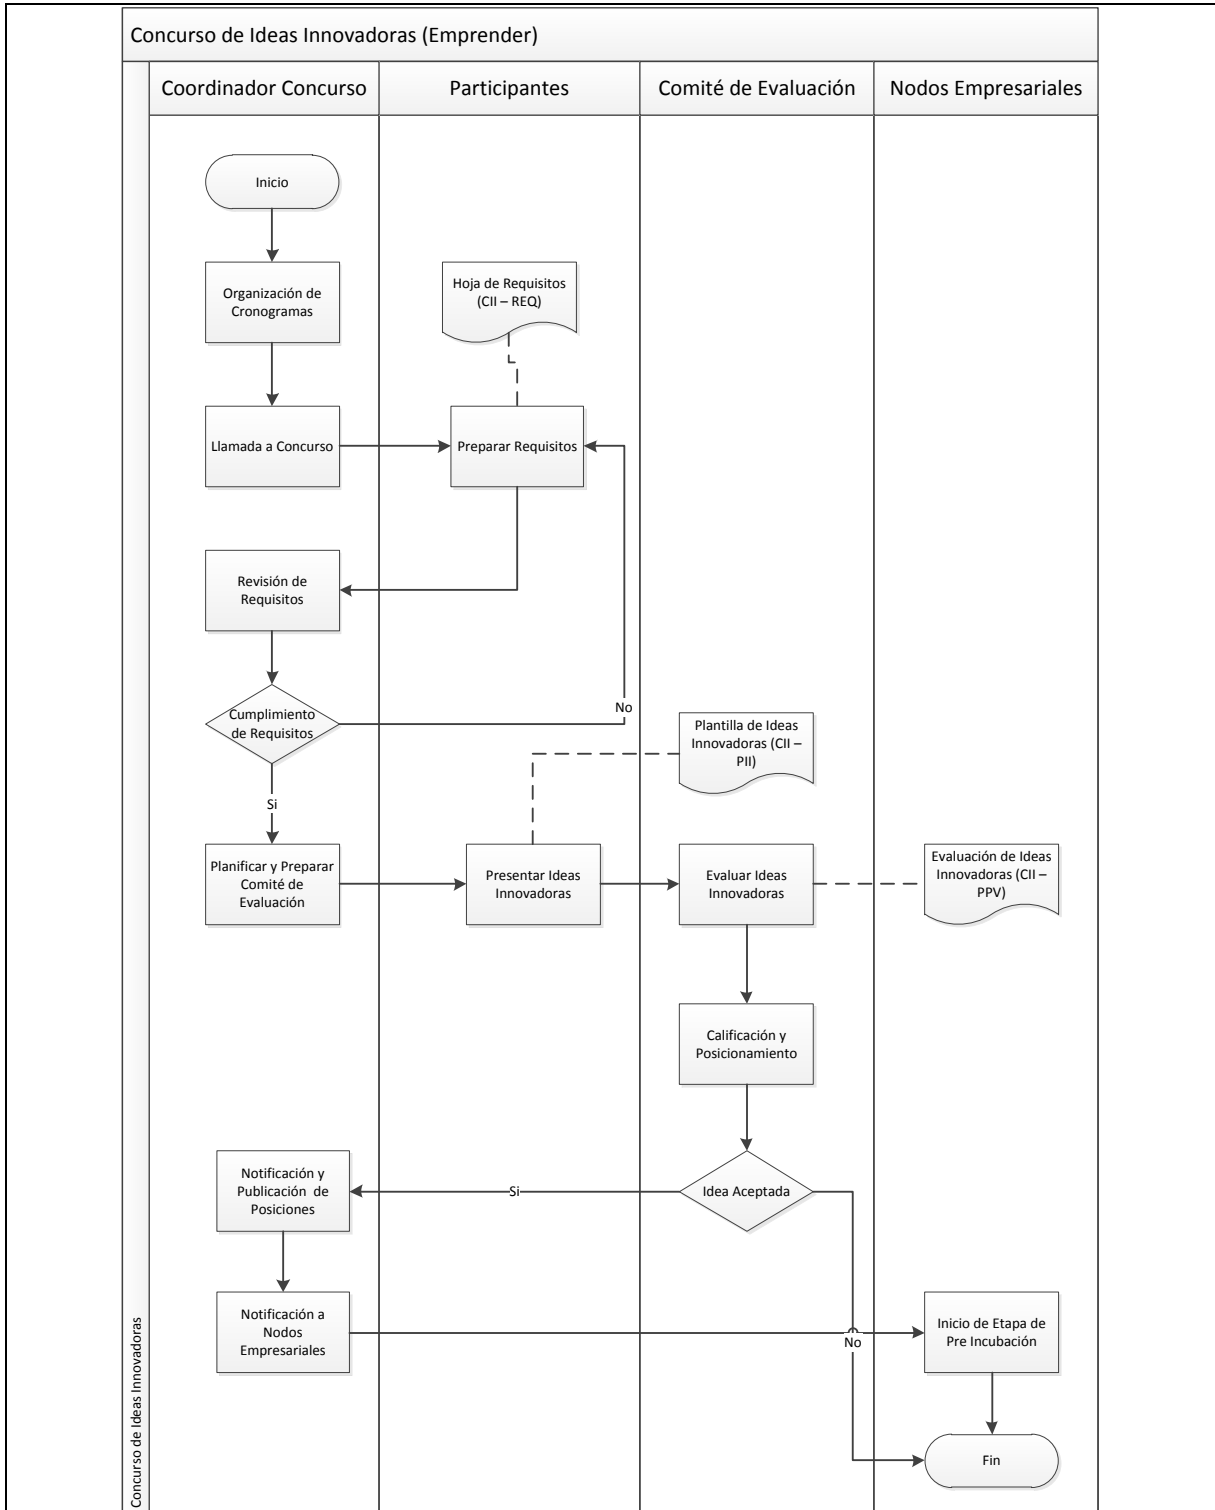 Concurso de Ideas Innovadoras (Emprender)
Coordinador Concurso
Participantes
Comité de Evaluación
Nodos Empresariales
Inicio
Organización de
Cronogramas
Hoja de Requisitos
(CII – REQ)
Llamada a Concurso
Preparar Requisitos
Revisión de
Requisitos
Cumplimiento
de Requisitos
No
Si
Plantilla de Ideas
Innovadoras (CII –
PII)
Planificar y Preparar
Comité de
Evaluación
Presentar Ideas
Innovadoras
Evaluar Ideas
Innovadoras
Evaluación de Ideas
Innovadoras (CII –
PPV)
Calificación y
Posicionamiento
Idea Aceptada
Si
No
Notificación y
Publicación de
Posiciones
Notificación a
Nodos
Empresariales
Inicio de Etapa de
Pre Incubación
Fin
Concurso de Ideas Innovadoras